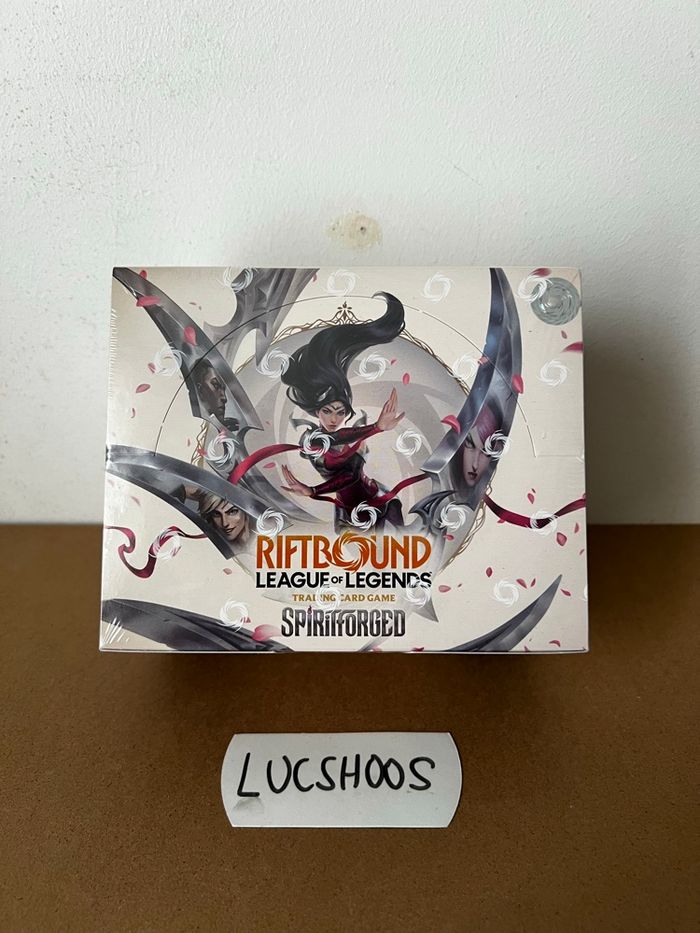 RIFTBOUND
LEAGUE OF LEGENDS
TRADING CARD GAME
SPIRITFORGED
LUCSHOOS